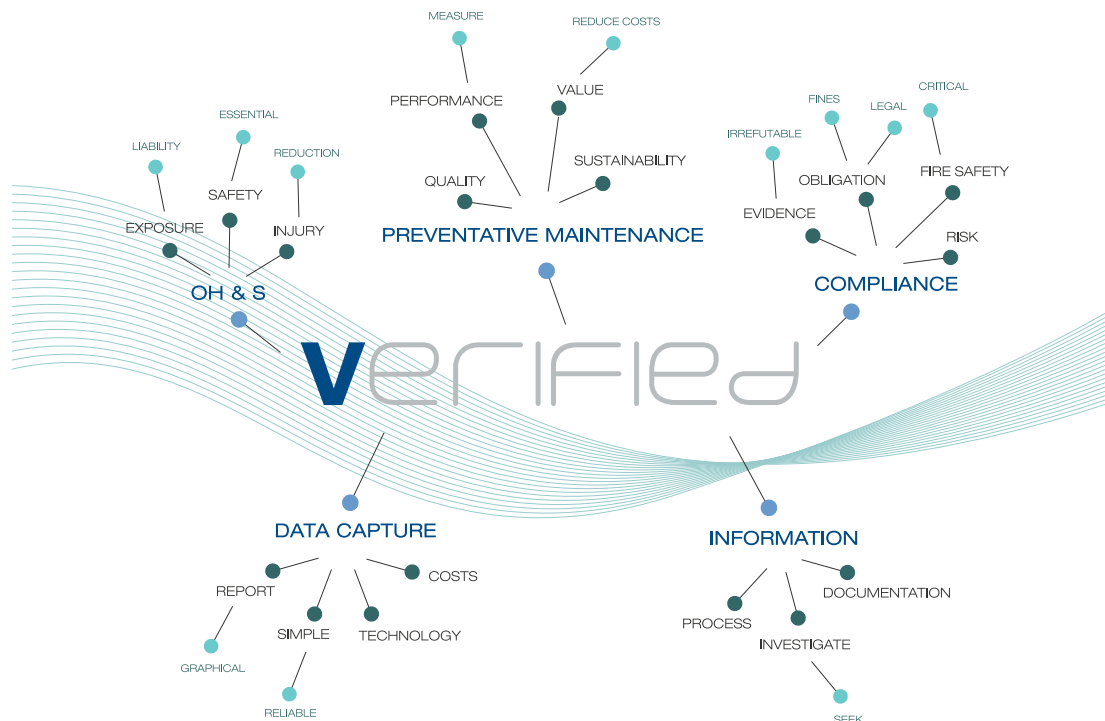 MEASURE
REDUCE COSTS
PERFORMANCE
VALUE
QUALITY
SUSTAINABILITY
PREVENTATIVE MAINTENANCE
ESSENTIAL
LIABILITY
REDUCTION
SAFETY
EXPOSURE
INJURY
OH & S
FINES
LEGAL
CRITICAL
IRREFUTABLE
OBLIGATION
FIRE SAFETY
EVIDENCE
RISK
COMPLIANCE
verified
DATA CAPTURE
REPORT
COSTS
SIMPLE
TECHNOLOGY
GRAPHICAL
RELIABLE
INFORMATION
DOCUMENTATION
PROCESS
INVESTIGATE
SEEK